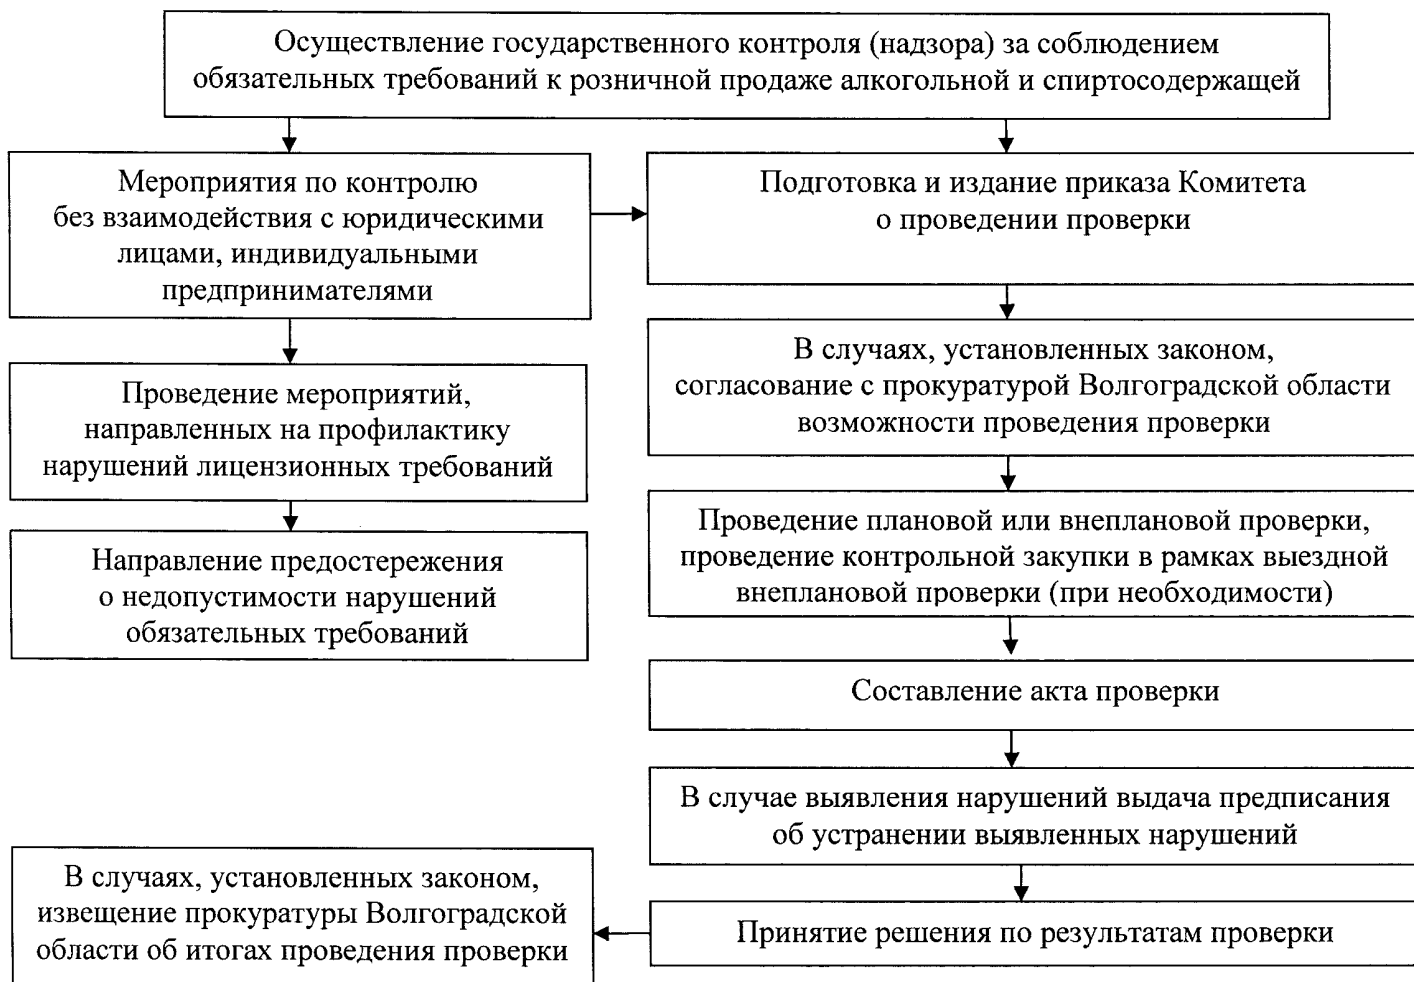 Осуществление государственного контроля (надзора) за соблюдением
обязательных требований к розничной продаже алкогольной и спиртосодержащей
Мероприятия по контролю
без взаимодействия с юридическими
лицами, индивидуальными
предпринимателями
Подготовка и издание приказа Комитета
о проведении проверки
В случаях, установленных законом,
согласование с прокуратурой Волгоградской области
возможности проведения проверки
Проведение мероприятий,
направленных на профилактику
нарушений лицензионных требований
Проведение плановой или внеплановой проверки,
проведение контрольной закупки в рамках выездной
внеплановой проверки (при необходимости)
Направление предостережения
о недопустимости нарушений
обязательных требований
Составление акта проверки
В случае выявления нарушений выдача предписания
об устранении выявленных нарушений
Принятие решения по результатам проверки
В случаях, установленных законом,
извещение прокуратуры Волгоградской
области об итогах проведения проверки